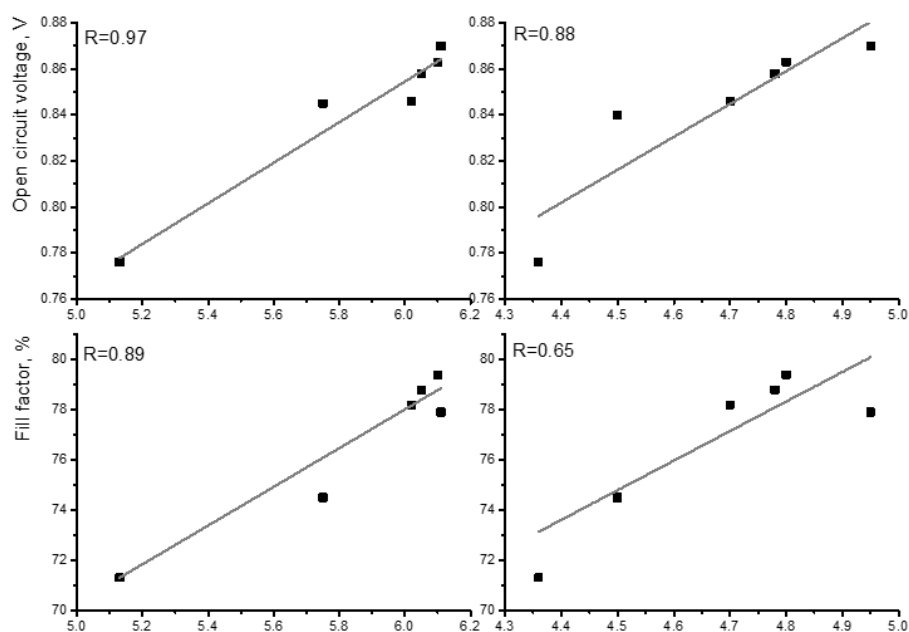 Open circuit voltage, V
0.88
0.86
0.84
0.82
0.80
0.78
0.76
R=0.97
5.0 5.2 5.4 5.6 5.8 6.0 6.2
0.88
0.86
0.84
0.82
0.80
0.78
0.76
R=0.88
4.3 4.4 4.5 4.6 4.7 4.8 4.9 5.0
Fill factor, %
80
78
76
74
72
70
R=0.89
5.0 5.2 5.4 5.6 5.8 6.0 6.2
80
78
76
74
72
70
R=0.65
4.3 4.4 4.5 4.6 4.7 4.8 4.9 5.0